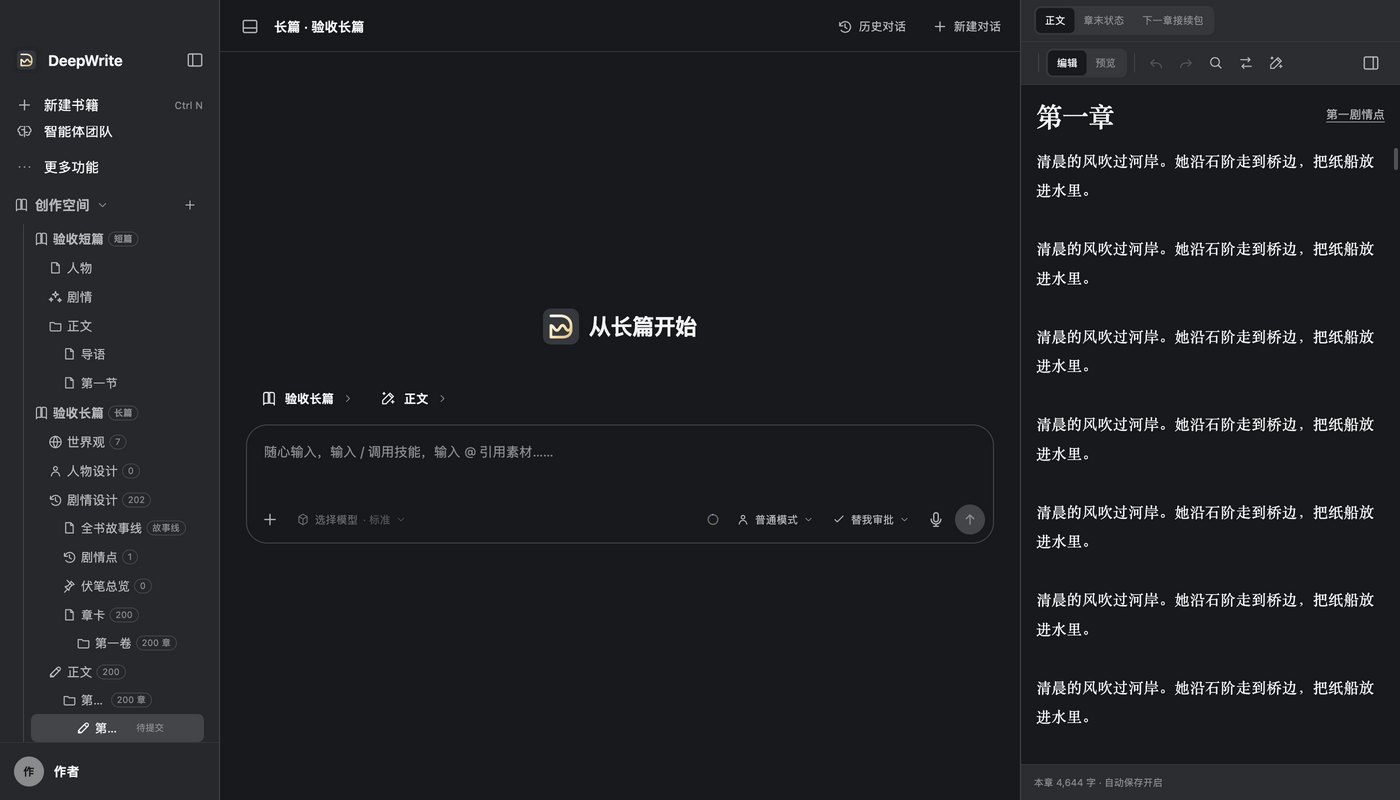 DeepWrite
新建书籍 Ctrl N
智能体团队
··· 更多功能
创作空间
验收短篇 短篇
人物
剧情
正文
导语
第一节
验收长篇 长篇
世界观 7
人物设计 0
剧情设计 202
全书故事线 故事线
剧情点 1
伏笔总览 0
章卡 200
第一卷 200 章
正文 200
第... 200 章
第... 待提交
作 作者
长篇 · 验收长篇
历史对话
新建对话
从长篇开始
验收长篇
正文
随心输入，输入 / 调用技能，输入 @ 引用素材......
选择模型 · 标准
普通模式
替我审批
正文 章末状态 下一章接续包
编辑 预览
第一章
第一剧情点
清晨的风吹过河岸。她沿石阶走到桥边，把纸船放
进水里。
清晨的风吹过河岸。她沿石阶走到桥边，把纸船放
进水里。
清晨的风吹过河岸。她沿石阶走到桥边，把纸船放
进水里。
清晨的风吹过河岸。她沿石阶走到桥边，把纸船放
进水里。
清晨的风吹过河岸。她沿石阶走到桥边，把纸船放
进水里。
清晨的风吹过河岸。她沿石阶走到桥边，把纸船放
进水里。
清晨的风吹过河岸。她沿石阶走到桥边，把纸船放
进水里。
本章 4,644 字 · 自动保存开启